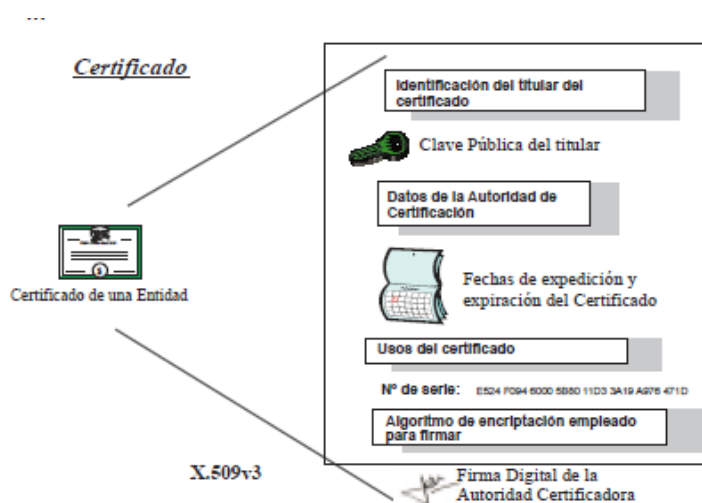 Certificado
Identificación del titular del
certificado
Clave Pública del titular
Datos de la Autoridad de
Certificación
Certificado de una Entidad
Fechas de expedición y
expiración del Certificado
Usos del certificado
Nº de serie: E524 F094 6000 5B80 11D3 3A19 A976 471D
Algoritmo de encriptación empleado
para firmar
X.509v3
Firma Digital de la
Autoridad Certificadora